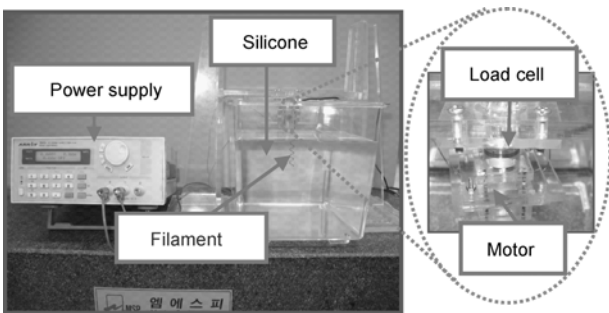 Silicone
Power supply
Load cell
Filament
Motor
엠에스피